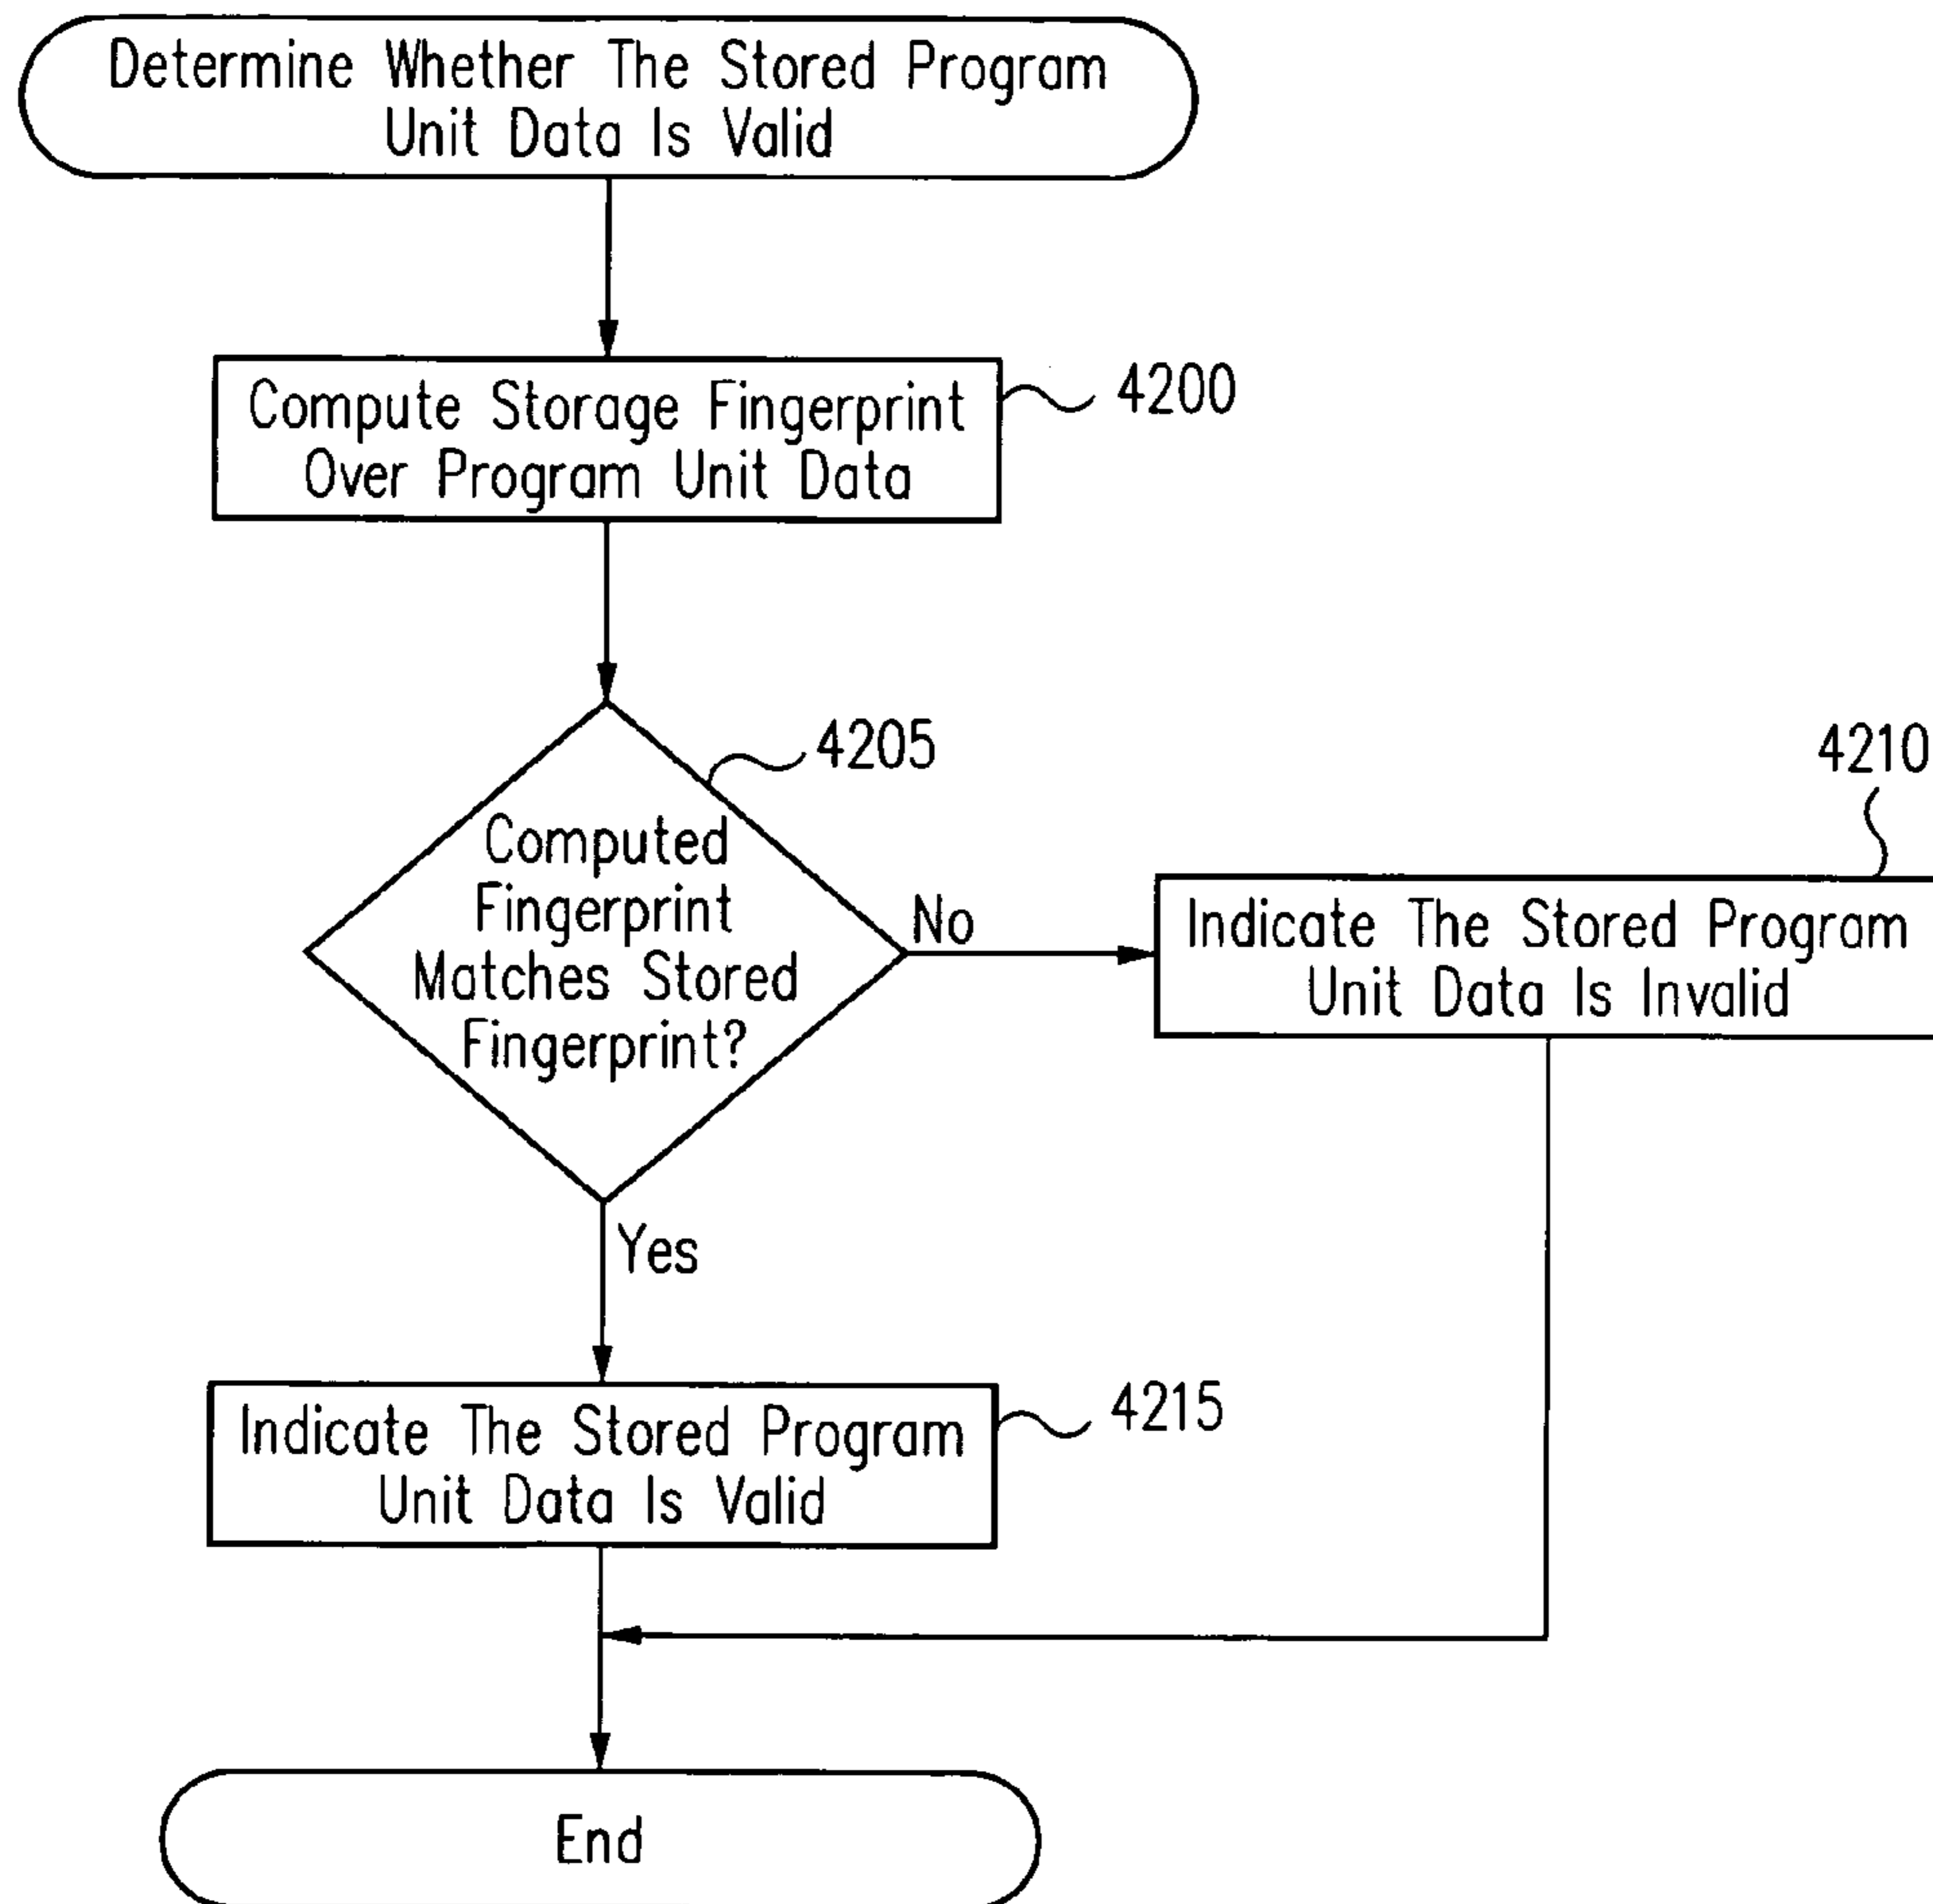 Determine Whether The Stored Program
Unit Data Is Valid
Compute Storage Fingerprint
Over Program Unit Data
4200
4205
Computed
Fingerprint
Matches Stored
Fingerprint?
No
4210
Indicate The Stored Program
Unit Data Is Invalid
Yes
Indicate The Stored Program
Unit Data Is Valid
4215
End